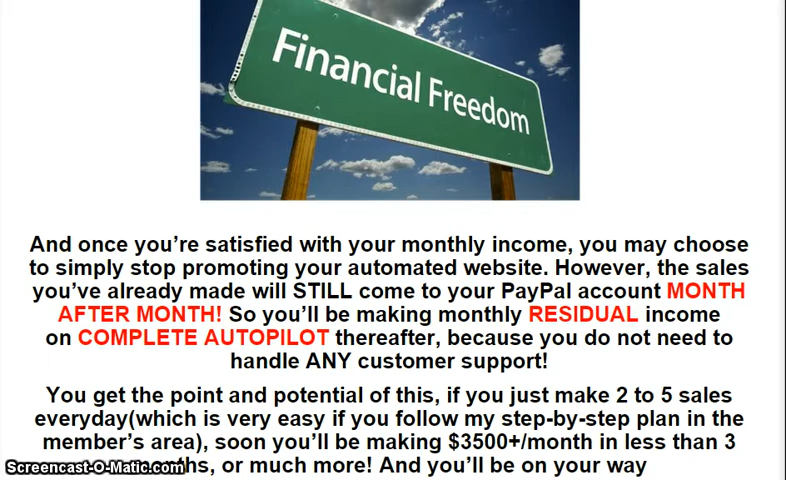 Financial Freedom
And once you're satisfied with your monthly income, you may choose
to simply stop promoting your automated website. However, the sales
you've already made will STILL come to your PayPal account MONTH
AFTER MONTH! So you'll be making monthly RESIDUAL income
on COMPLETE AUTOPILOT thereafter, because you do not need to
handle ANY customer support!
You get the point and potential of this, if you just make 2 to 5 sales
everyday(which is very easy if you follow my step-by-step plan in the
member's area), soon you'll be making $3500+/month in less than 3
, or much more! And you'll be on your way
Screencast-O-Matic.com